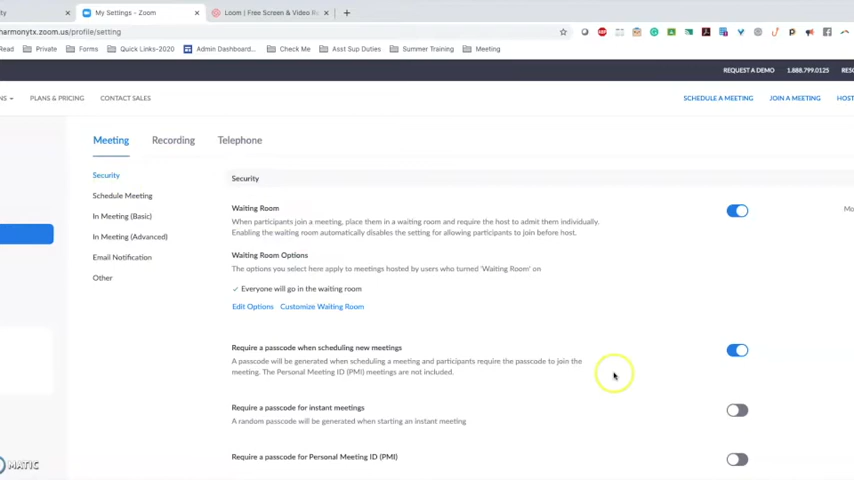 ty
My Settings - Zoom
Loom | Free Screen & Video Re
armonytx.zoom.us/profile/setting
Read
Private
Forms
Quick Links-2020
Admin Dashboard...
Check Me
Asst Sup Duties
Summer Training
Meeting
REQUEST A DEMO
1.888.799.0125
RESO
NS
PLANS & PRICING
CONTACT SALES
SCHEDULE A MEETING
JOIN A MEETING
HOST
Meeting
Recording
Telephone
Security
Schedule Meeting
In Meeting (Basic)
In Meeting (Advanced)
Email Notification
Other
Security
Waiting Room
When participants join a meeting, place them in a waiting room and require the host to admit them individually.
Enabling the waiting room automatically disables the setting for allowing participants to join before host.
Mo
Waiting Room Options
The options you select here apply to meetings hosted by users who turned 'Waiting Room' on
✓ Everyone will go in the waiting room
Edit Options Customize Waiting Room
Require a passcode when scheduling new meetings
A passcode will be generated when scheduling a meeting and participants require the passcode to join the
meeting. The Personal Meeting ID (PMI) meetings are not included.
Require a passcode for instant meetings
A random passcode will be generated when starting an instant meeting
Require a passcode for Personal Meeting ID (PMI)
MATIC